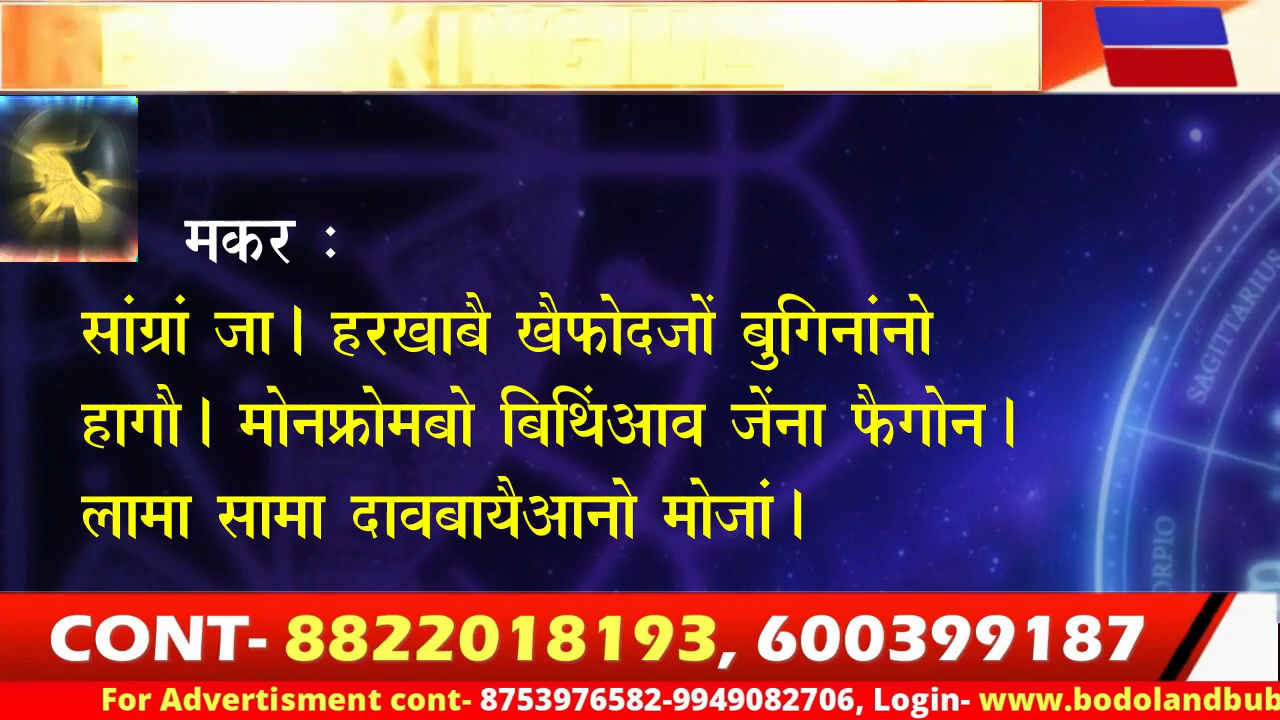 मकर :
सांग्रां जा। हरखाबै खैफोदजों बुगिनांनो
हागौ। मोनफ्रोमबो बिथिंआव जेंना फैगोन।
लामा सामा दावबायैआनो मोजां।
SAGITTARIUS
CONT- 8822018193, 600399187
For Advertisment cont- 8753976582-9949082706, Login- www.bodolandbub